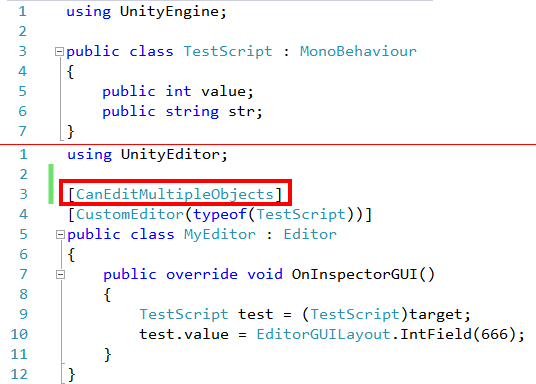 1 using UnityEngine;
2
3 public class TestScript : MonoBehaviour
4 {
5 public int value;
6 public string str;
7 }
1 using UnityEditor;
2
3 [CanEditMultipleObjects]
4 [CustomEditor(typeof(TestScript))]
5 public class MyEditor : Editor
6 {
7 public override void OnInspectorGUI()
8 {
9 TestScript test = (TestScript)target;
10 test.value = EditorGUILayout.IntField(666);
11 }
12 }